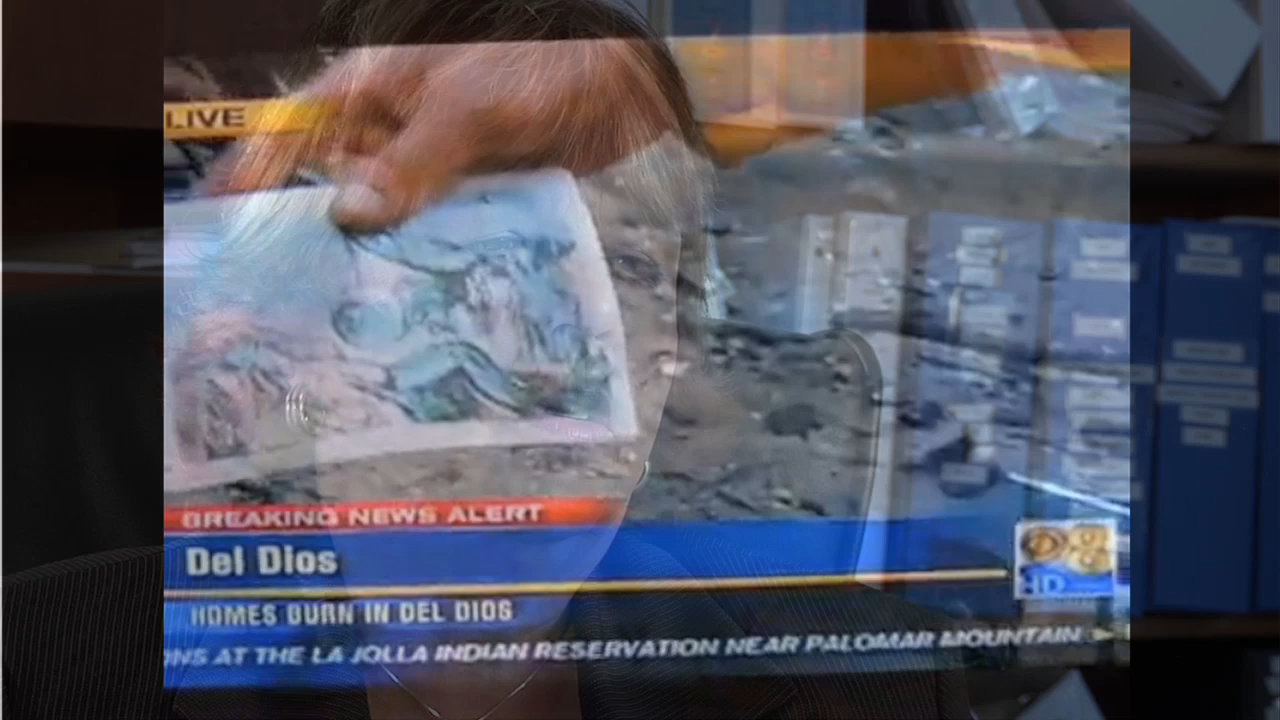 LIVE
BREAKING NEWS ALERT
Del Dios
HD
HOMES BURN IN DEL DIOS
NS AT THE LA JOLLA INDIAN RESERVATION NEAR PALOMAR MOUNTAIN